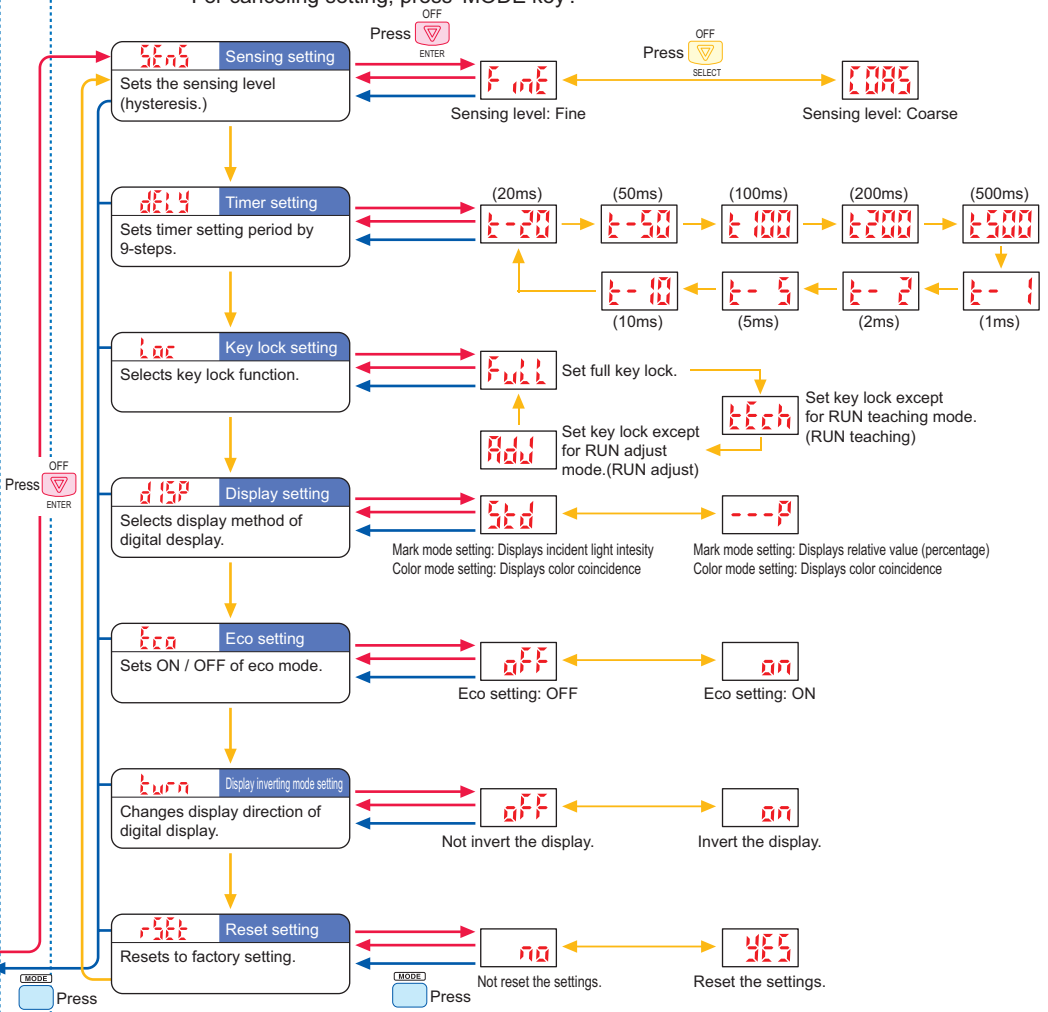 For canceling setting, press 'MODE key'.
OFF
Press
ENTER
OFF
Press
SELECT
SEnS Sensing setting
Sets the sensing level
(hysteresis.)
FinE
Sensing level: Fine
COAS
Sensing level: Coarse
dELY Timer setting
Sets timer setting period by
9-steps.
(20ms) (50ms) (100ms) (200ms) (500ms)
t-20 t-50 t100 t200 t500
t-10 t- 5 t- 2 t- 1
(10ms) (5ms) (2ms) (1ms)
Loc Key lock setting
Selects key lock function.
FuLL Set full key lock.
tEch Set key lock except
for RUN teaching mode.
(RUN teaching)
AdJ Set key lock except
for RUN adjust
mode.(RUN adjust)
OFF
Press
ENTER
dISP Display setting
Selects display method of
digital desplay.
Std
Mark mode setting: Displays incident light intesity
Color mode setting: Displays color coincidence
---P
Mark mode setting: Displays relative value (percentage)
Color mode setting: Displays color coincidence
Eco Eco setting
Sets ON / OFF of eco mode.
oFF
Eco setting: OFF
on
Eco setting: ON
turn Display inverting mode setting
Changes display direction of
digital display.
oFF
Not invert the display.
on
Invert the display.
rSEt Reset setting
Resets to factory setting.
no
Not reset the settings.
YES
Reset the settings.
MODE
Press
MODE
Press